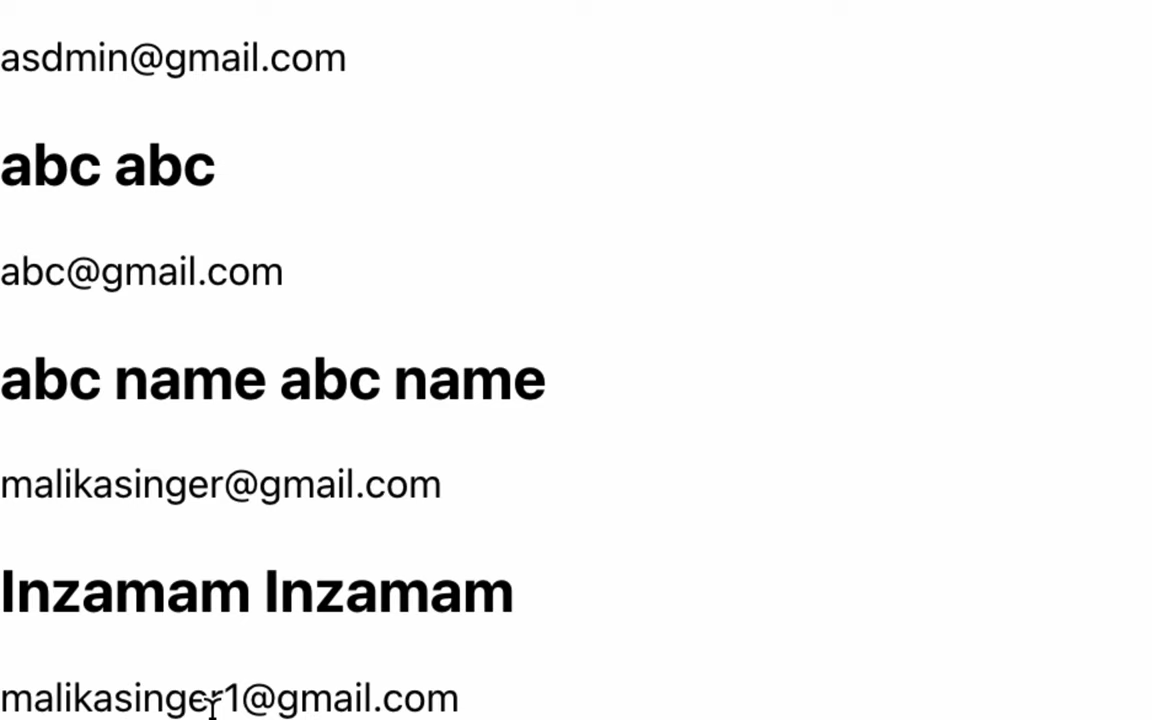 asdmin@gmail.com
abc abc
abc@gmail.com
abc name abc name
malikasinger@gmail.com
Inzamam Inzamam
malikasinger1@gmail.com